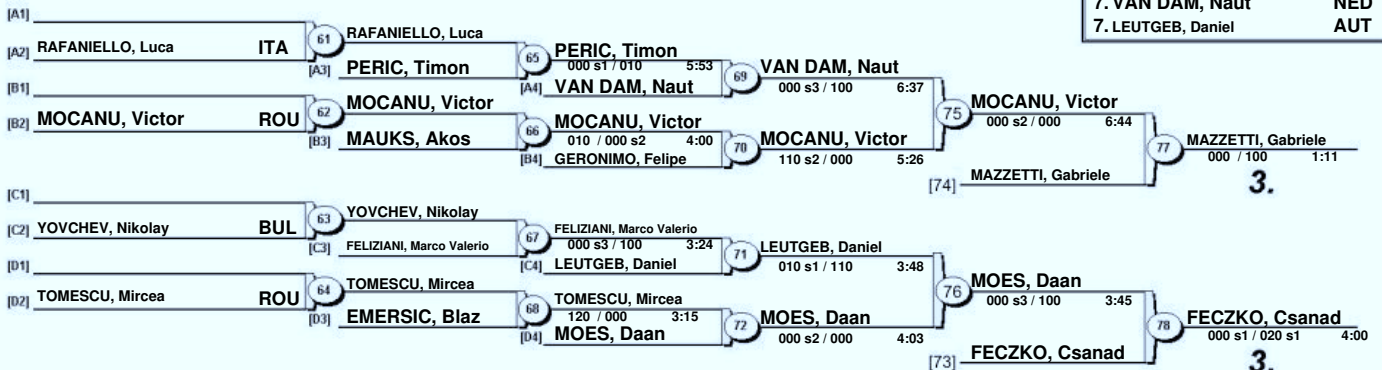 7. VAN DAM, Naut NED
7. LEUTGEB, Daniel AUT
[A1]
[A2] RAFANIELLO, Luca ITA
61
RAFANIELLO, Luca
[A3] PERIC, Timon
65
PERIC, Timon
000 s1 / 010 5:53
[A4] VAN DAM, Naut
69
VAN DAM, Naut
000 s3 / 100 6:37
[B1]
[B2] MOCANU, Victor ROU
62
MOCANU, Victor
[B3] MAUKS, Akos
66
MOCANU, Victor
010 / 000 s2 4:00
[B4] GERONIMO, Felipe
70
MOCANU, Victor
110 s2 / 000 5:26
75
MOCANU, Victor
000 s2 / 000 6:44
[74] MAZZETTI, Gabriele
77
MAZZETTI, Gabriele
000 / 100 1:11
3.
[C1]
[C2] YOVCHEV, Nikolay BUL
63
YOVCHEV, Nikolay
[C3] FELIZIANI, Marco Valerio
67
FELIZIANI, Marco Valerio
000 s3 / 100 3:24
[C4] LEUTGEB, Daniel
71
LEUTGEB, Daniel
010 s1 / 110 3:48
[D1]
[D2] TOMESCU, Mircea ROU
64
TOMESCU, Mircea
[D3] EMERSIC, Blaz
68
TOMESCU, Mircea
120 / 000 3:15
[D4] MOES, Daan
72
MOES, Daan
000 s2 / 000 4:03
76
MOES, Daan
000 s3 / 100 3:45
[73] FECZKO, Csanad
78
FECZKO, Csanad
000 s1 / 020 s1 4:00
3.